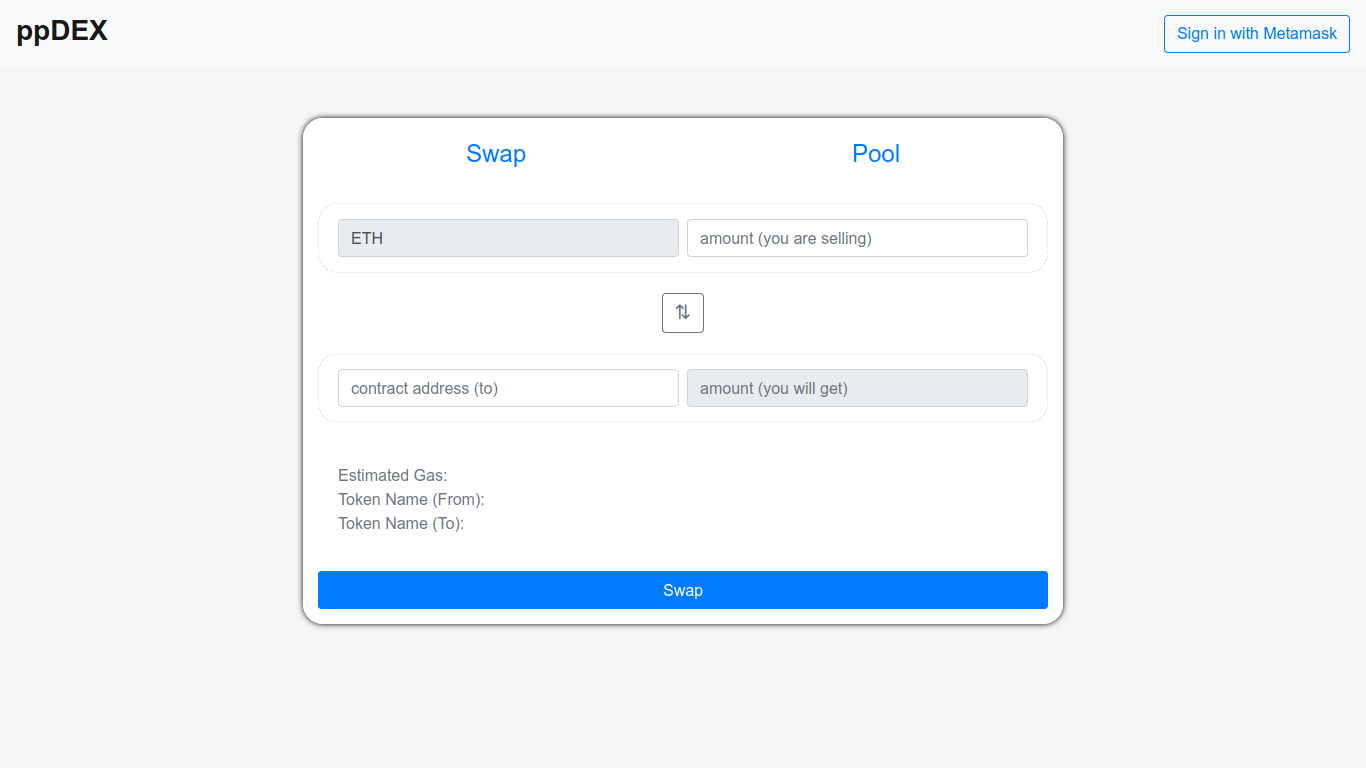 ppDEX
Sign in with Metamask
Swap
Pool
ETH
amount (you are selling)
⇅
contract address (to)
amount (you will get)
Estimated Gas:
Token Name (From):
Token Name (To):
Swap